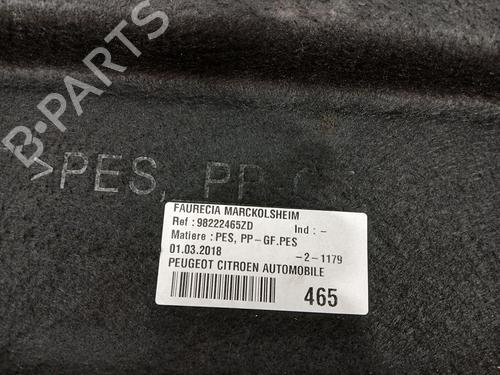 B-PARTS
>PES, PP-G
FAURECIA MARCKOLSHEIM
Ref : 98222465ZD Ind : -
Matiere : PES, PP-GF.PES
01.03.2018 -2-1179
PEUGEOT CITROEN AUTOMOBILE
465